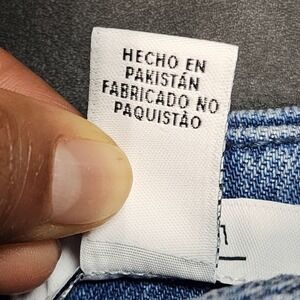 HECHO EN
PAKISTÁN
FABRICADO NO
PAQUISTÃO